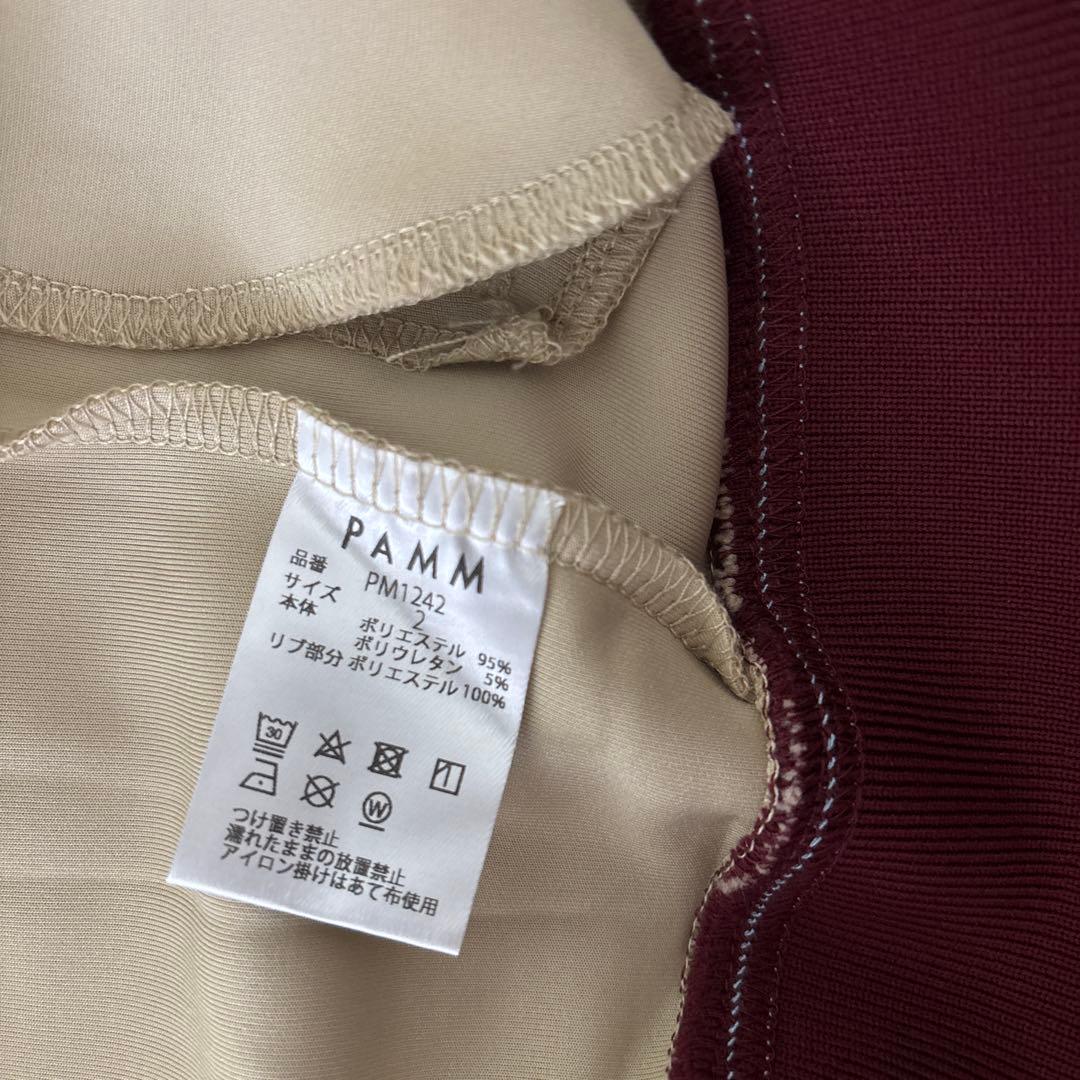 PAMM
品番 PM1242
サイズ 2
本体 ポリエステル 95%
ポリウレタン 5%
リブ部分 ポリエステル 100%
30
W
つけ置き禁止
濡れたままの放置禁止
アイロン掛けはあて布使用